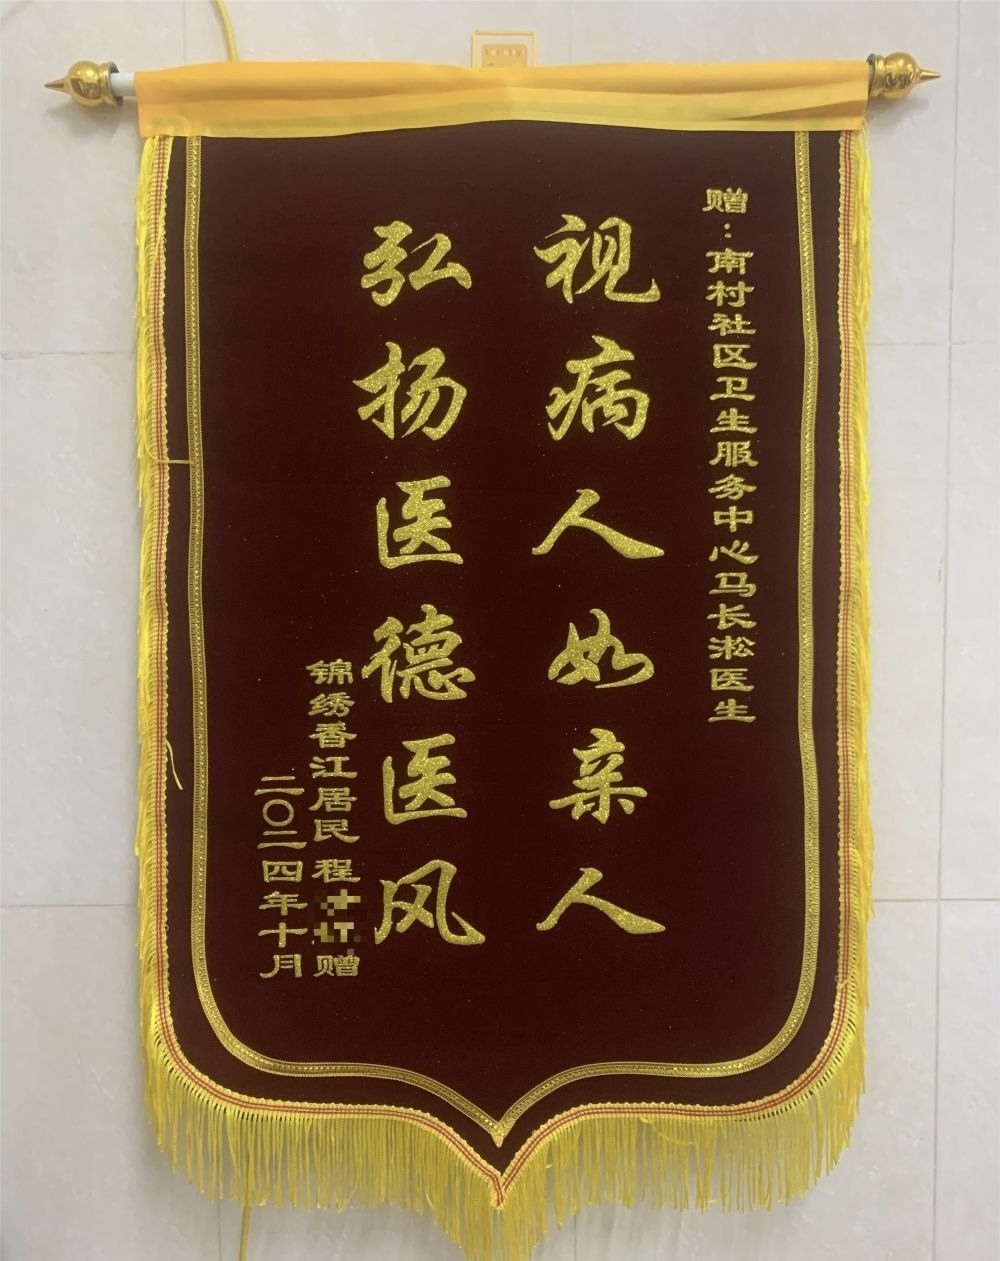 赠：南村社区卫生服务中心马长淞医生
视病人如亲人
弘扬医德医风
锦绣香江居民 程赠
二〇二四年十月